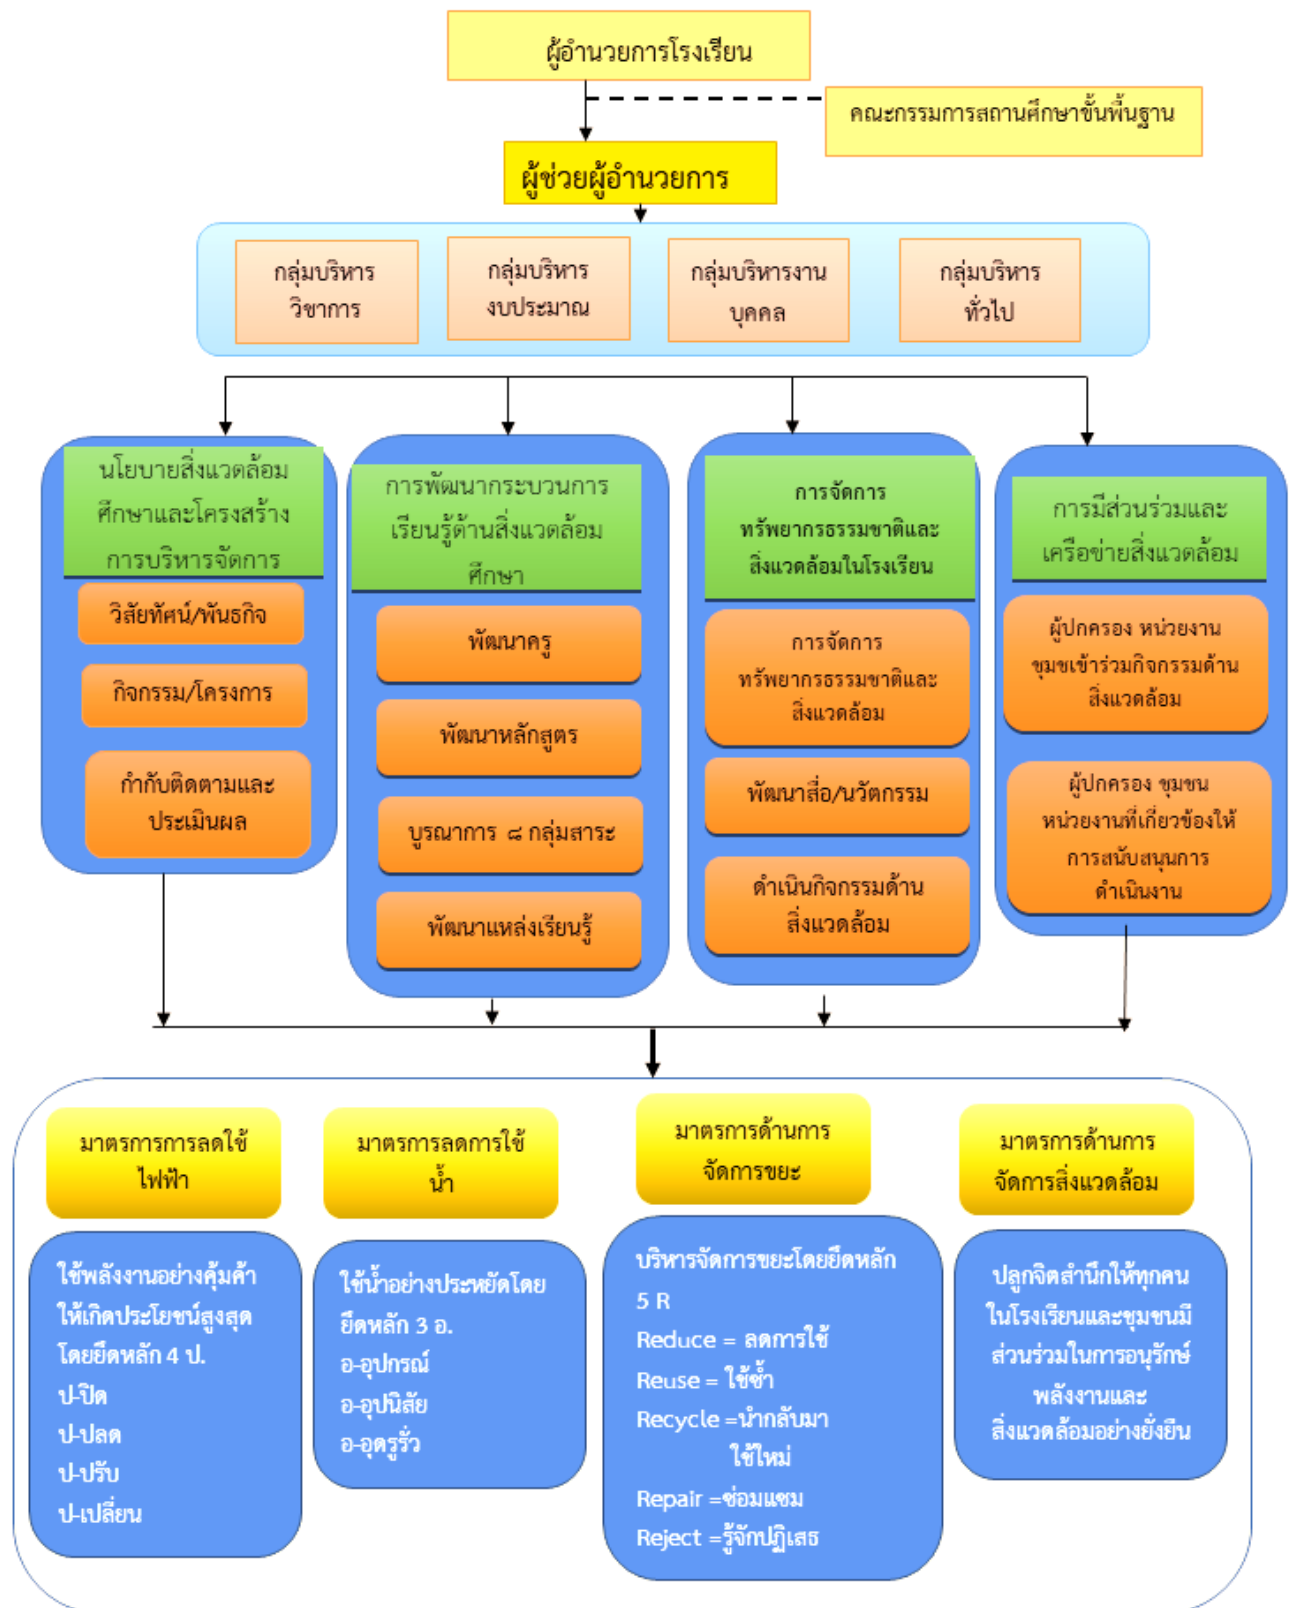 ผู้อำนวยการโรงเรียน
คณะกรรมการสถานศึกษาขั้นพื้นฐาน
ผู้ช่วยผู้อำนวยการ
กลุ่มบริหาร
วิชาการ
กลุ่มบริหาร
งบประมาณ
กลุ่มบริหารงาน
บุคคล
กลุ่มบริหาร
ทั่วไป
นโยบายสิ่งแวดล้อม
ศึกษาและโครงสร้าง
การบริหารจัดการ
วิสัยทัศน์/พันธกิจ
กิจกรรม/โครงการ
กำกับติดตามและ
ประเมินผล
การพัฒนากระบวนการ
เรียนรู้ด้านสิ่งแวดล้อม
ศึกษา
พัฒนาครู
พัฒนาหลักสูตร
บูรณาการ ๘ กลุ่มสาระ
พัฒนาแหล่งเรียนรู้
การจัดการ
ทรัพยากรธรรมชาติและ
สิ่งแวดล้อมในโรงเรียน
การจัดการ
ทรัพยากรธรรมชาติและ
สิ่งแวดล้อม
พัฒนาสื่อ/นวัตกรรม
ดำเนินกิจกรรมด้าน
สิ่งแวดล้อม
การมีส่วนร่วมและ
เครือข่ายสิ่งแวดล้อม
ผู้ปกครอง หน่วยงาน
ชุมชเข้าร่วมกิจกรรมด้าน
สิ่งแวดล้อม
ผู้ปกครอง ชุมชน
หน่วยงานที่เกี่ยวข้องให้
การสนับสนุนการ
ดำเนินงาน
มาตรการการลดใช้
ไฟฟ้า
ใช้พลังงานอย่างคุ้มค้า
ให้เกิดประโยชน์สูงสุด
โดยยึดหลัก 4 ป.
ป-ปิด
ป-ปลด
ป-ปรับ
ป-เปลี่ยน
มาตรการลดการใช้
น้ำ
ใช้น้ำอย่างประหยัดโดย
ยึดหลัก 3 อ.
อ-อุปกรณ์
อ-อุปนิสัย
อ-อุดรูรั่ว
มาตรการด้านการ
จัดการขยะ
บริหารจัดการขยะโดยยึดหลัก
5 R
Reduce = ลดการใช้
Reuse = ใช้ซ้ำ
Recycle =นำกลับมา
ใช้ใหม่
Repair =ซ่อมแซม
Reject =รู้จักปฏิเสธ
มาตรการด้านการ
จัดการสิ่งแวดล้อม
ปลูกจิตสำนึกให้ทุกคน
ในโรงเรียนและชุมชนมี
ส่วนร่วมในการอนุรักษ์
พลังงานและ
สิ่งแวดล้อมอย่างยั่งยืน